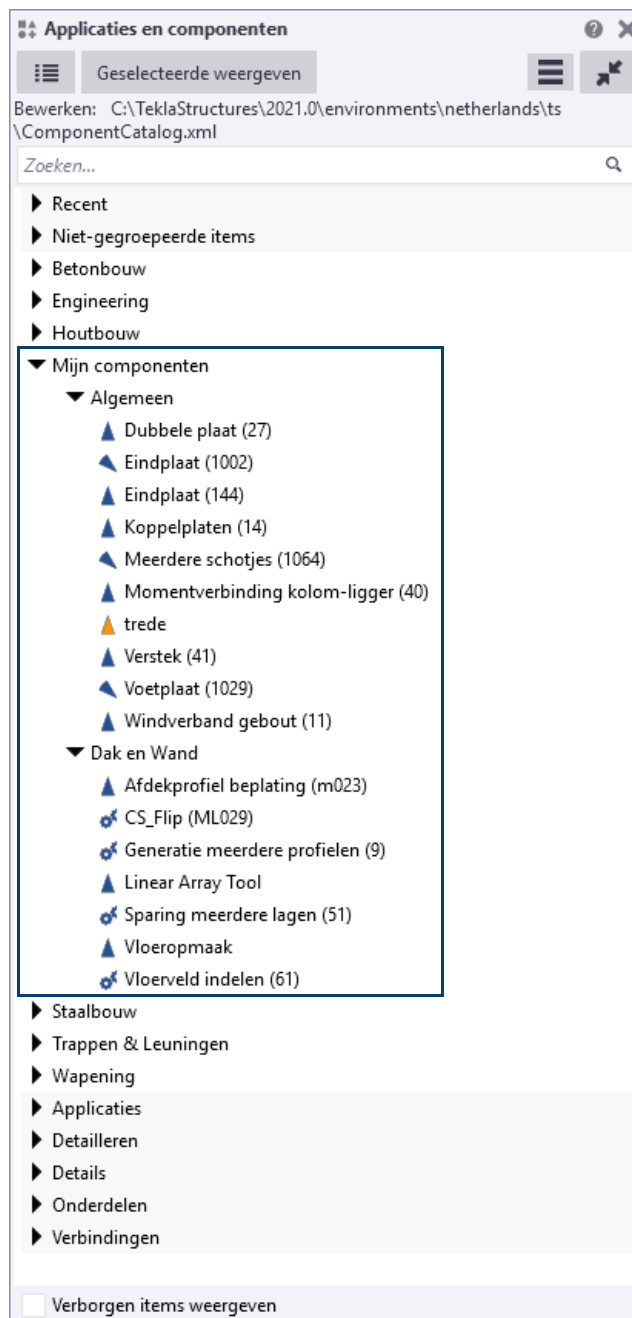 Applicaties en componenten
Geselecteerde weergeven
Bewerken: C:\TeklaStructures\2021.0\environments\netherlands\ts
\ComponentCatalog.xml
Zoeken...
Recent
Niet-gegroepeerde items
Betonbouw
Engineering
Houtbouw
Mijn componenten
Algemeen
Dubbele plaat (27)
Eindplaat (1002)
Eindplaat (144)
Koppelplaten (14)
Meerdere schotjes (1064)
Momentverbinding kolom-ligger (40)
trede
Verstek (41)
Voetplaat (1029)
Windverband gebout (11)
Dak en Wand
Afdekprofiel beplating (m023)
CS_Flip (ML029)
Generatie meerdere profielen (9)
Linear Array Tool
Sparing meerdere lagen (51)
Vloeropmaak
Vloerveld indelen (61)
Staalbouw
Trappen & Leuningen
Wapening
Applicaties
Detailleren
Details
Onderdelen
Verbindingen
Verborgen items weergeven